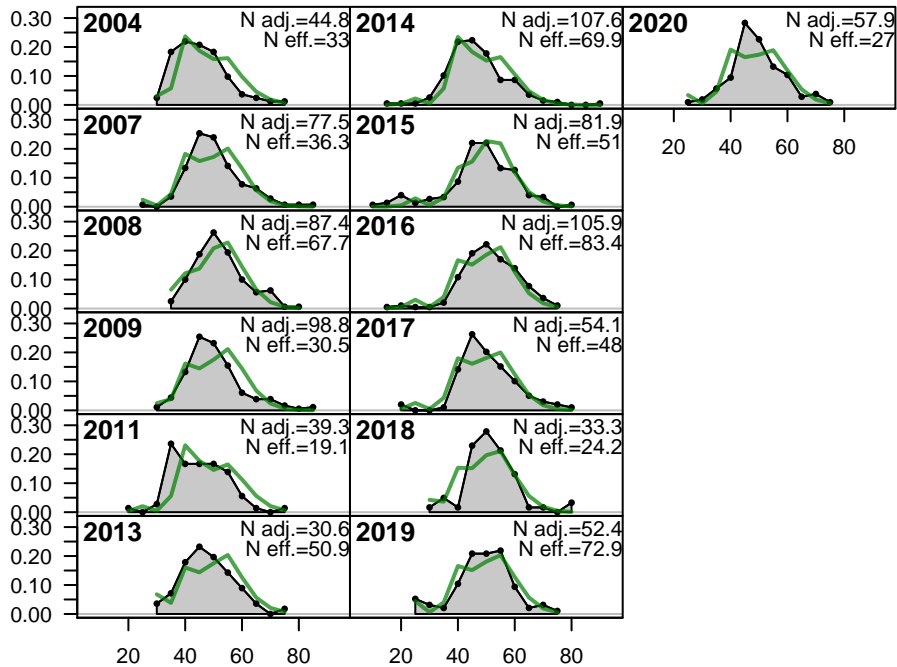 2004
N adj.=44.8
N eff.=33
2014
N adj.=107.6
N eff.=69.9
2020
N adj.=57.9
N eff.=27
0.30
0.20
0.10
0.00
2007
N adj.=77.5
N eff.=36.3
2015
N adj.=81.9
N eff.=51
0.30
0.20
0.10
0.00
2008
N adj.=87.4
N eff.=67.7
2016
N adj.=105.9
N eff.=83.4
0.30
0.20
0.10
0.00
2009
N adj.=98.8
N eff.=30.5
2017
N adj.=54.1
N eff.=48
0.30
0.20
0.10
0.00
2011
N adj.=39.3
N eff.=19.1
2018
N adj.=33.3
N eff.=24.2
0.30
0.20
0.10
0.00
2013
N adj.=30.6
N eff.=50.9
2019
N adj.=52.4
N eff.=72.9
0.30
0.20
0.10
0.00
20 40 60 80
20 40 60 80
20 40 60 80